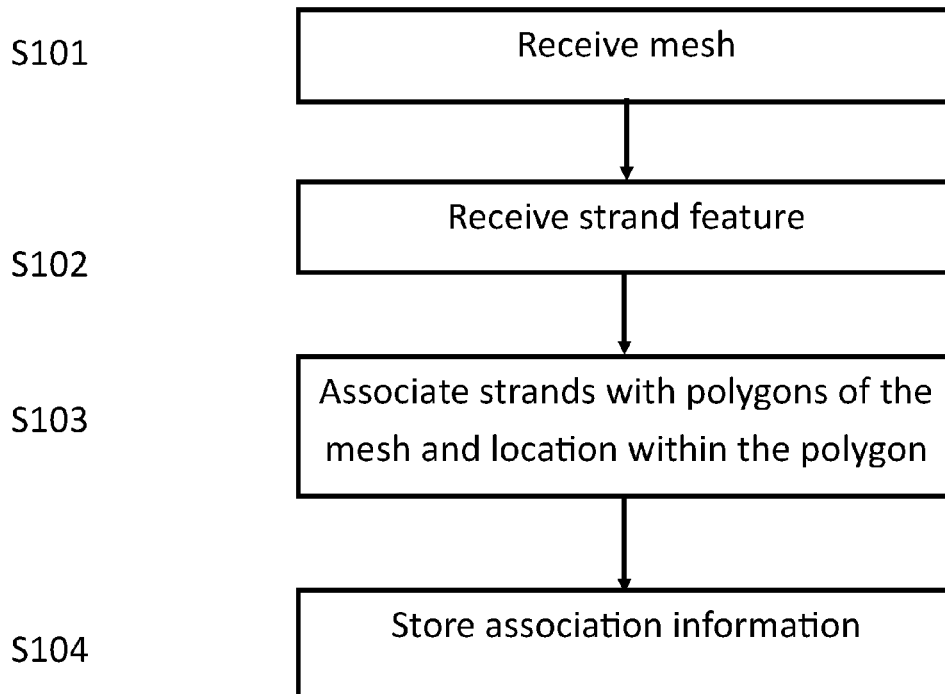 S101
Receive mesh
S102
Receive strand feature
S103
Associate strands with polygons of the
mesh and location within the polygon
S104
Store association information